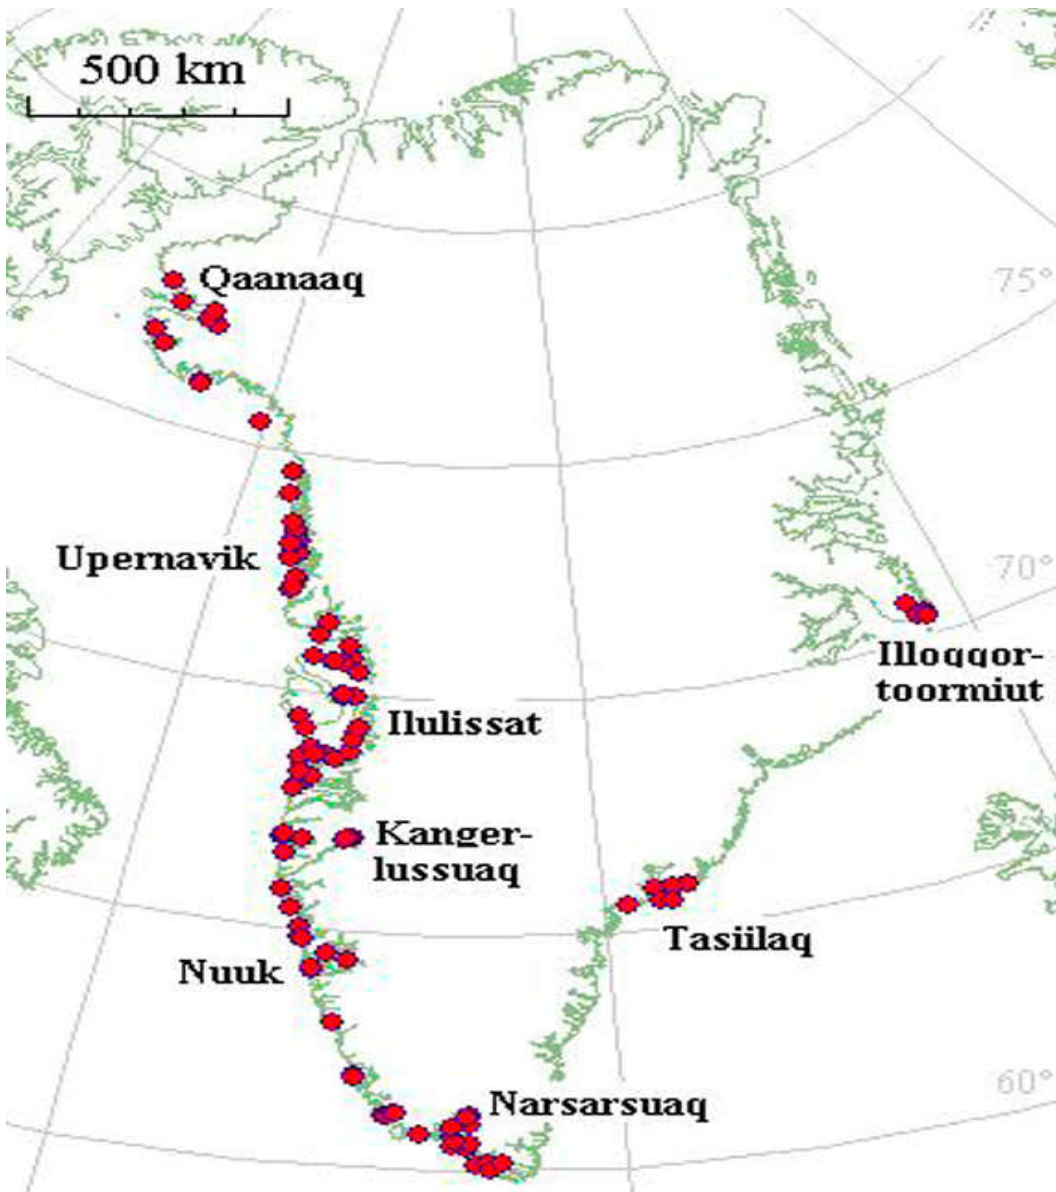 500 km
Qaanaaq
75°
Upernavik
70°
Illoqqor-
toormiut
Ilulissat
Kanger-
lussuaq
Tasiilaq
Nuuk
60°
Narsarsuaq